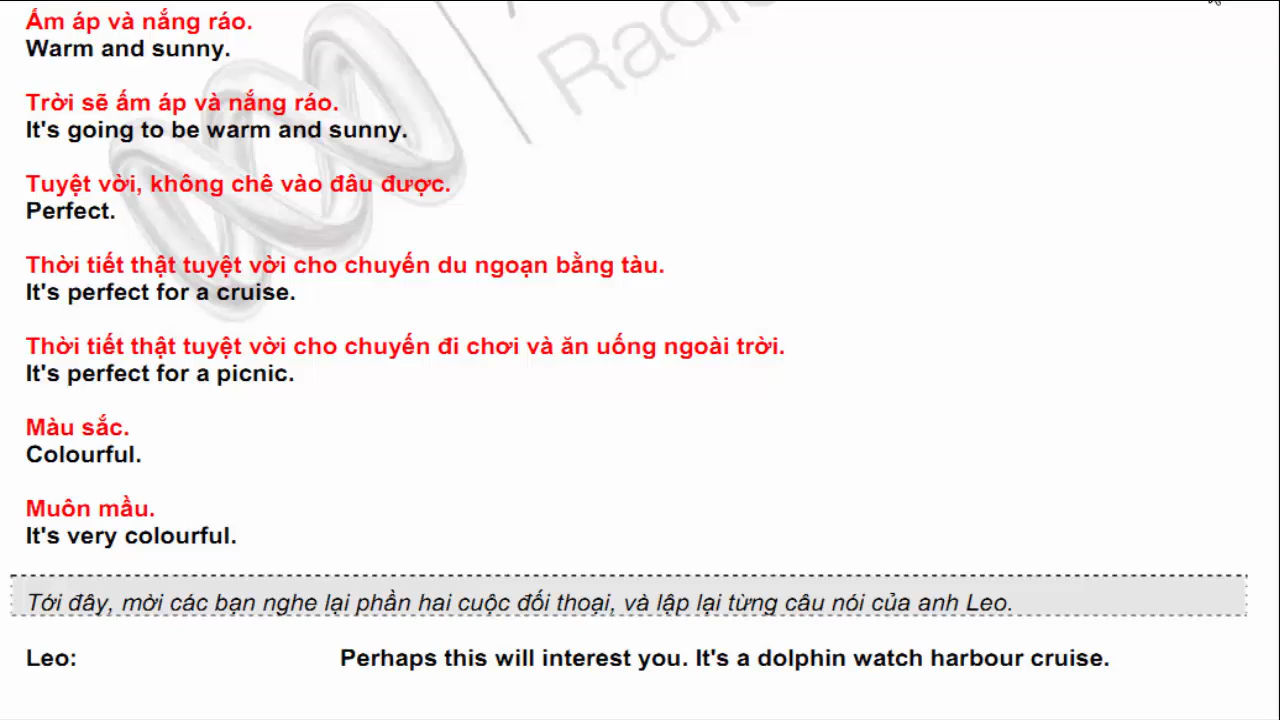 Ấm áp và nắng ráo.
Warm and sunny.
Trời sẽ ấm áp và nắng ráo.
It's going to be warm and sunny.
Tuyệt vời, không chê vào đâu được.
Perfect.
Thời tiết thật tuyệt vời cho chuyến du ngoạn bằng tàu.
It's perfect for a cruise.
Thời tiết thật tuyệt vời cho chuyến đi chơi và ăn uống ngoài trời.
It's perfect for a picnic.
Màu sắc.
Colourful.
Muôn mầu.
It's very colourful.
Tới đây, mời các bạn nghe lại phần hai cuộc đối thoại, và lập lại từng câu nói của anh Leo.
Leo: Perhaps this will interest you. It's a dolphin watch harbour cruise.